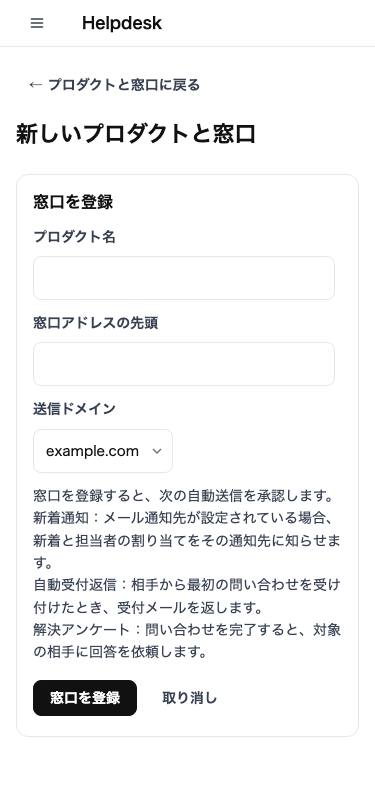 Helpdesk
← プロダクトと窓口に戻る
新しいプロダクトと窓口
窓口を登録
プロダクト名
窓口アドレスの先頭
送信ドメイン
example.com
窓口を登録すると、次の自動送信を承認します。
新着通知：メール通知先が設定されている場合、
新着と担当者の割り当てをその通知先に知らせま
す。
自動受付返信：相手から最初の問い合わせを受け
付けたとき、受付メールを返します。
解決アンケート：問い合わせを完了すると、対象
の相手に回答を依頼します。
窓口を登録
取り消し